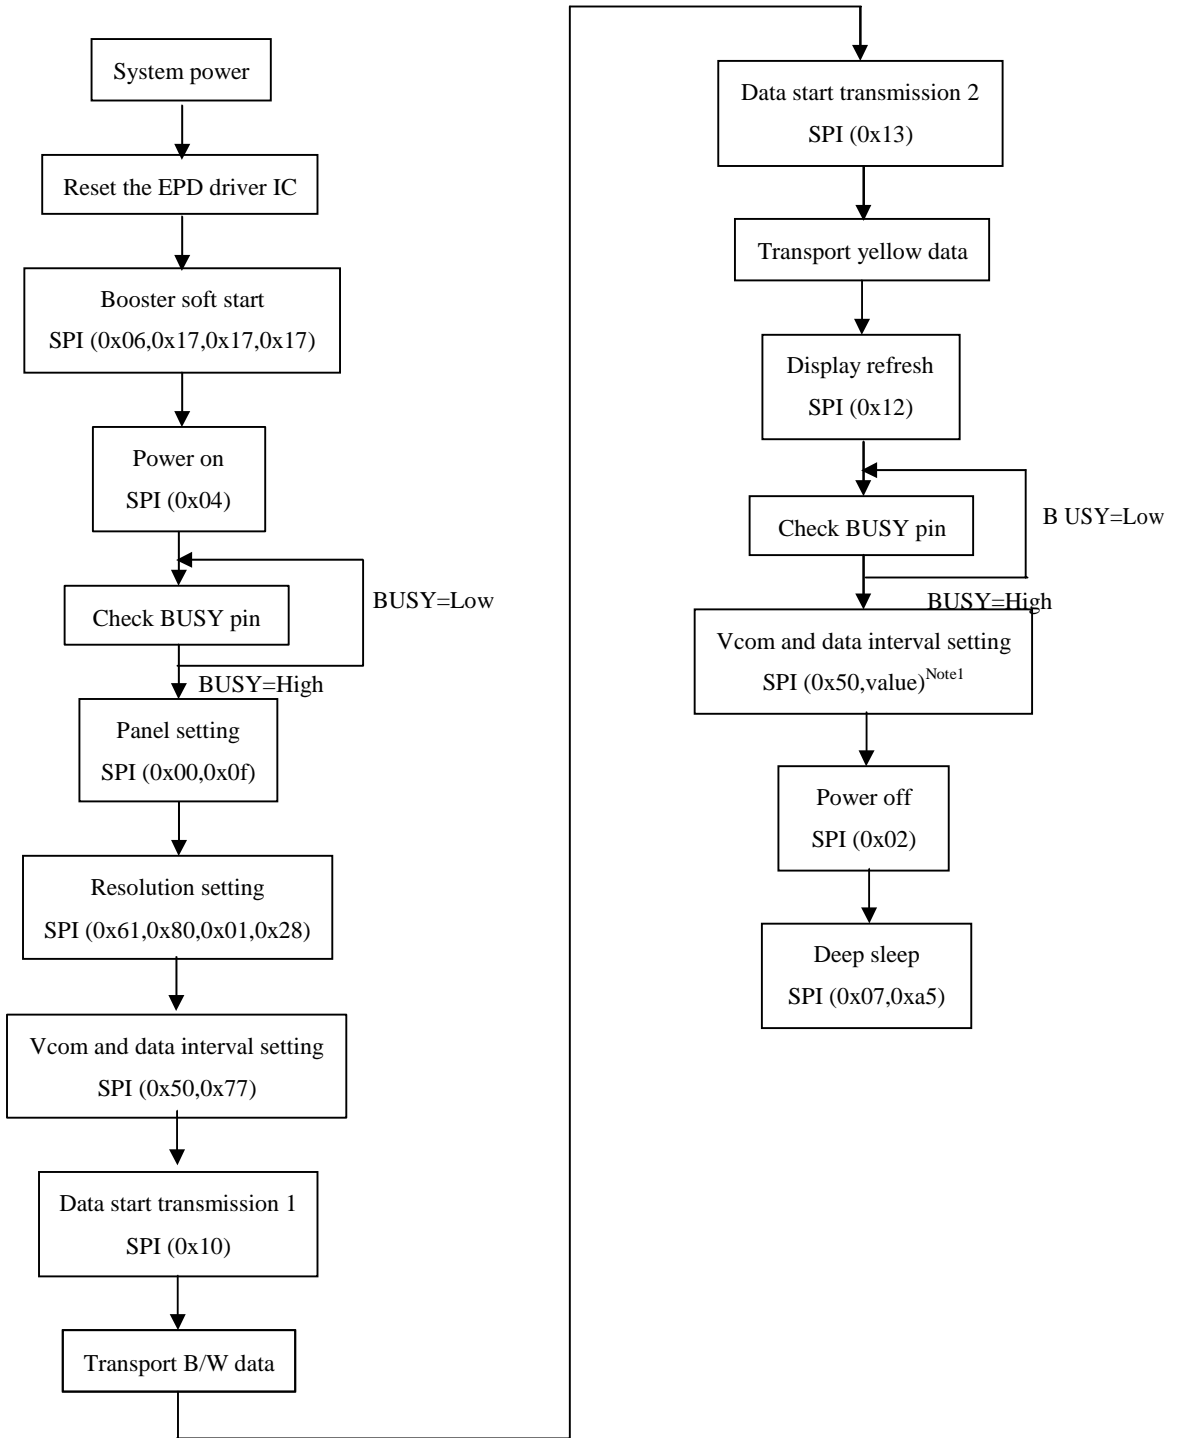 System power
Reset the EPD driver IC
Booster soft start
SPI (0x06,0x17,0x17,0x17)
Power on
SPI (0x04)
Check BUSY pin
BUSY=Low
BUSY=High
Panel setting
SPI (0x00,0x0f)
Resolution setting
SPI (0x61,0x80,0x01,0x28)
Vcom and data interval setting
SPI (0x50,0x77)
Data start transmission 1
SPI (0x10)
Transport B/W data
Data start transmission 2
SPI (0x13)
Transport yellow data
Display refresh
SPI (0x12)
Check BUSY pin
B USY=Low
BUSY=High
Vcom and data interval setting
SPI (0x50,value)Note1
Power off
SPI (0x02)
Deep sleep
SPI (0x07,0xa5)